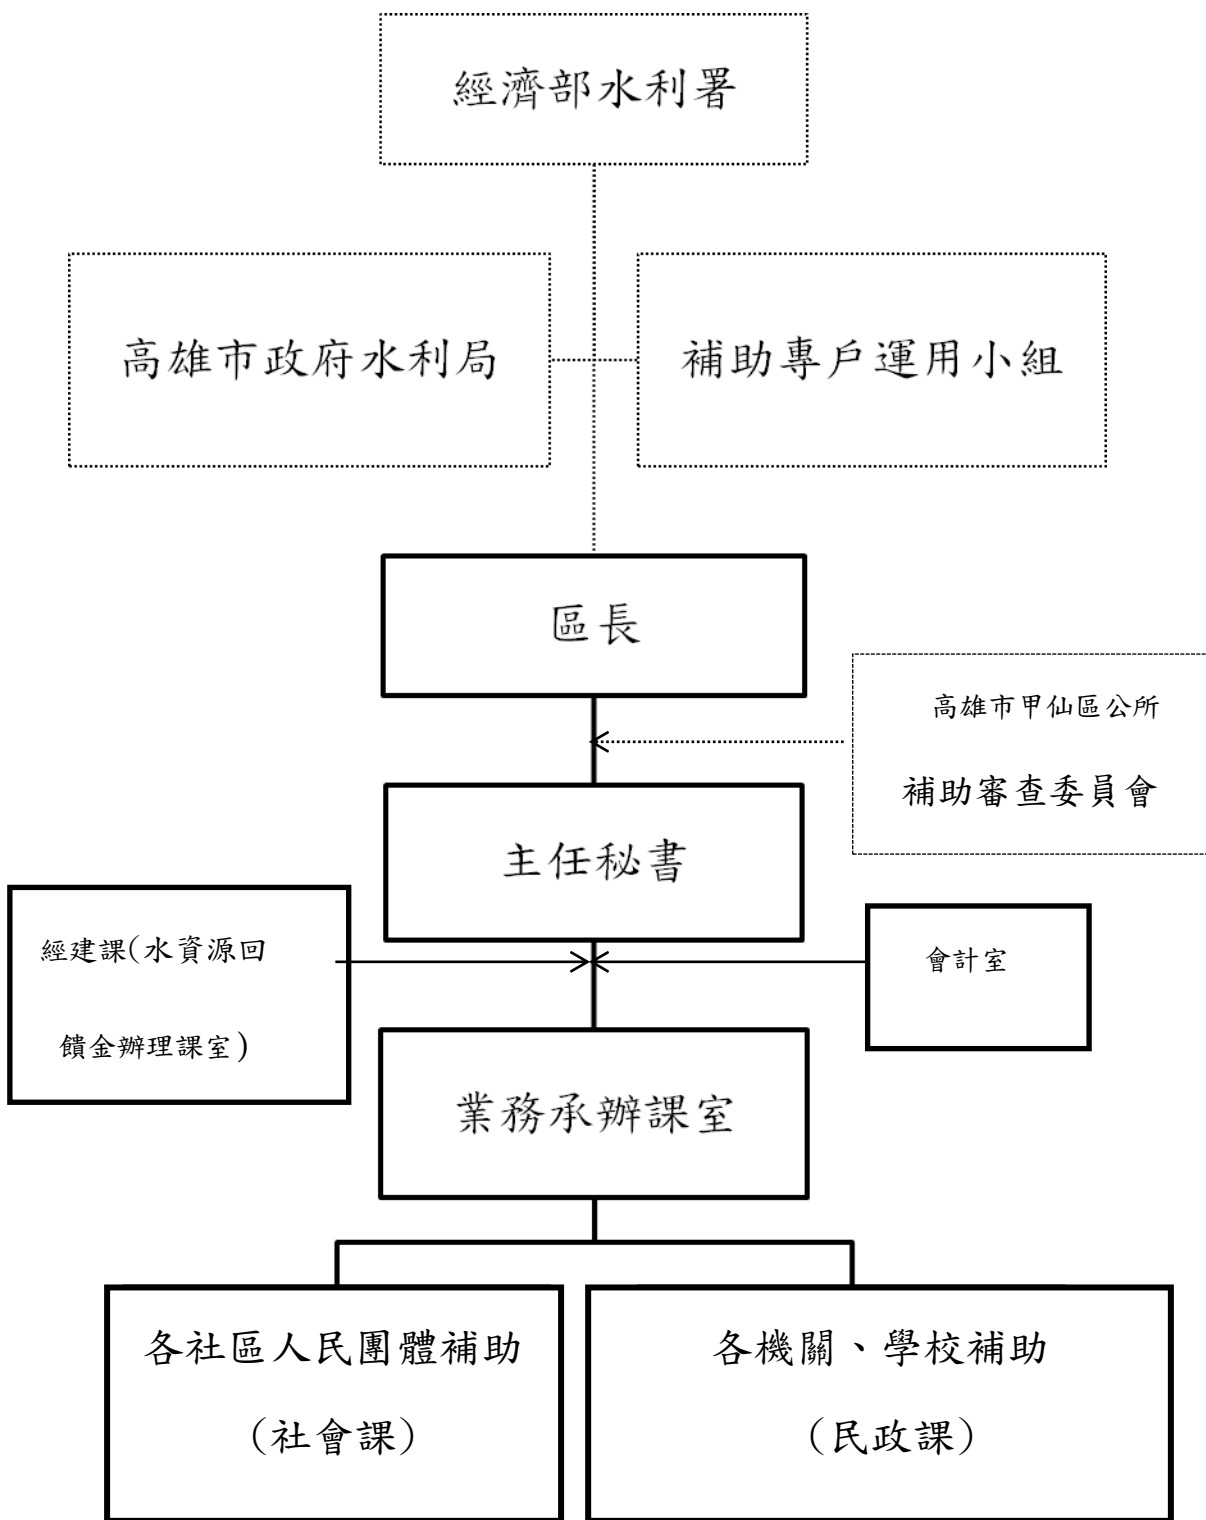 經濟部水利署
高雄市政府水利局
補助專戶運用小組
區長
高雄市甲仙區公所
補助審查委員會
主任秘書
經建課(水資源回
饋金辦理課室)
會計室
業務承辦課室
各社區人民團體補助
(社會課)
各機關、學校補助
(民政課)